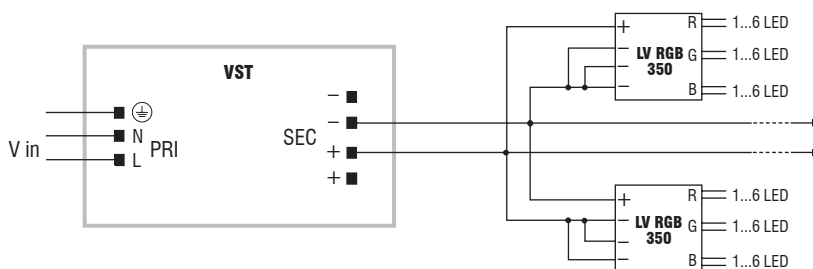 VST
V in
N
L
PRI
SEC
−
−
+
+
+
−
−
−
LV RGB
350
R
G
B
1...6 LED
1...6 LED
1...6 LED
+
−
−
−
LV RGB
350
R
G
B
1...6 LED
1...6 LED
1...6 LED